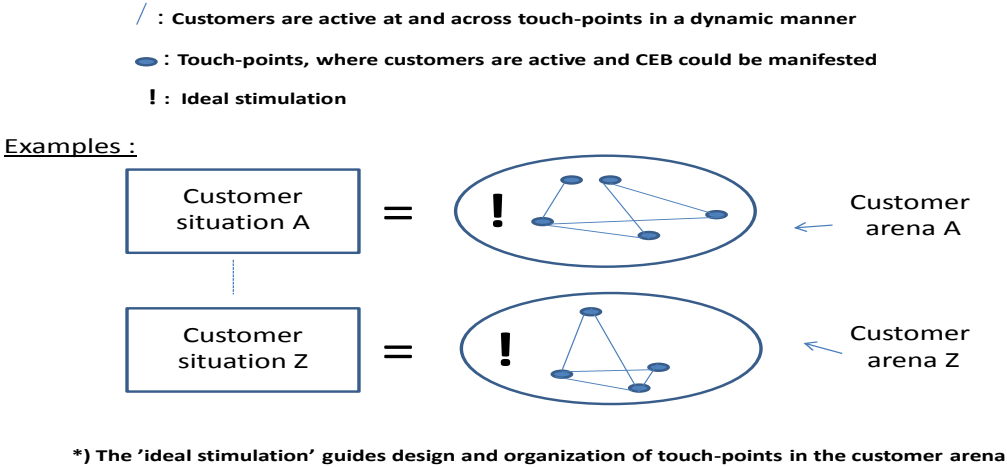 / : Customers are active at and across touch-points in a dynamic manner
: Touch-points, where customers are active and CEB could be manifested
! : Ideal stimulation
Examples :
Customer
situation A
=
!
Customer
arena A
Customer
situation Z
=
!
Customer
arena Z
*) The ’ideal stimulation’ guides design and organization of touch-points in the customer arena